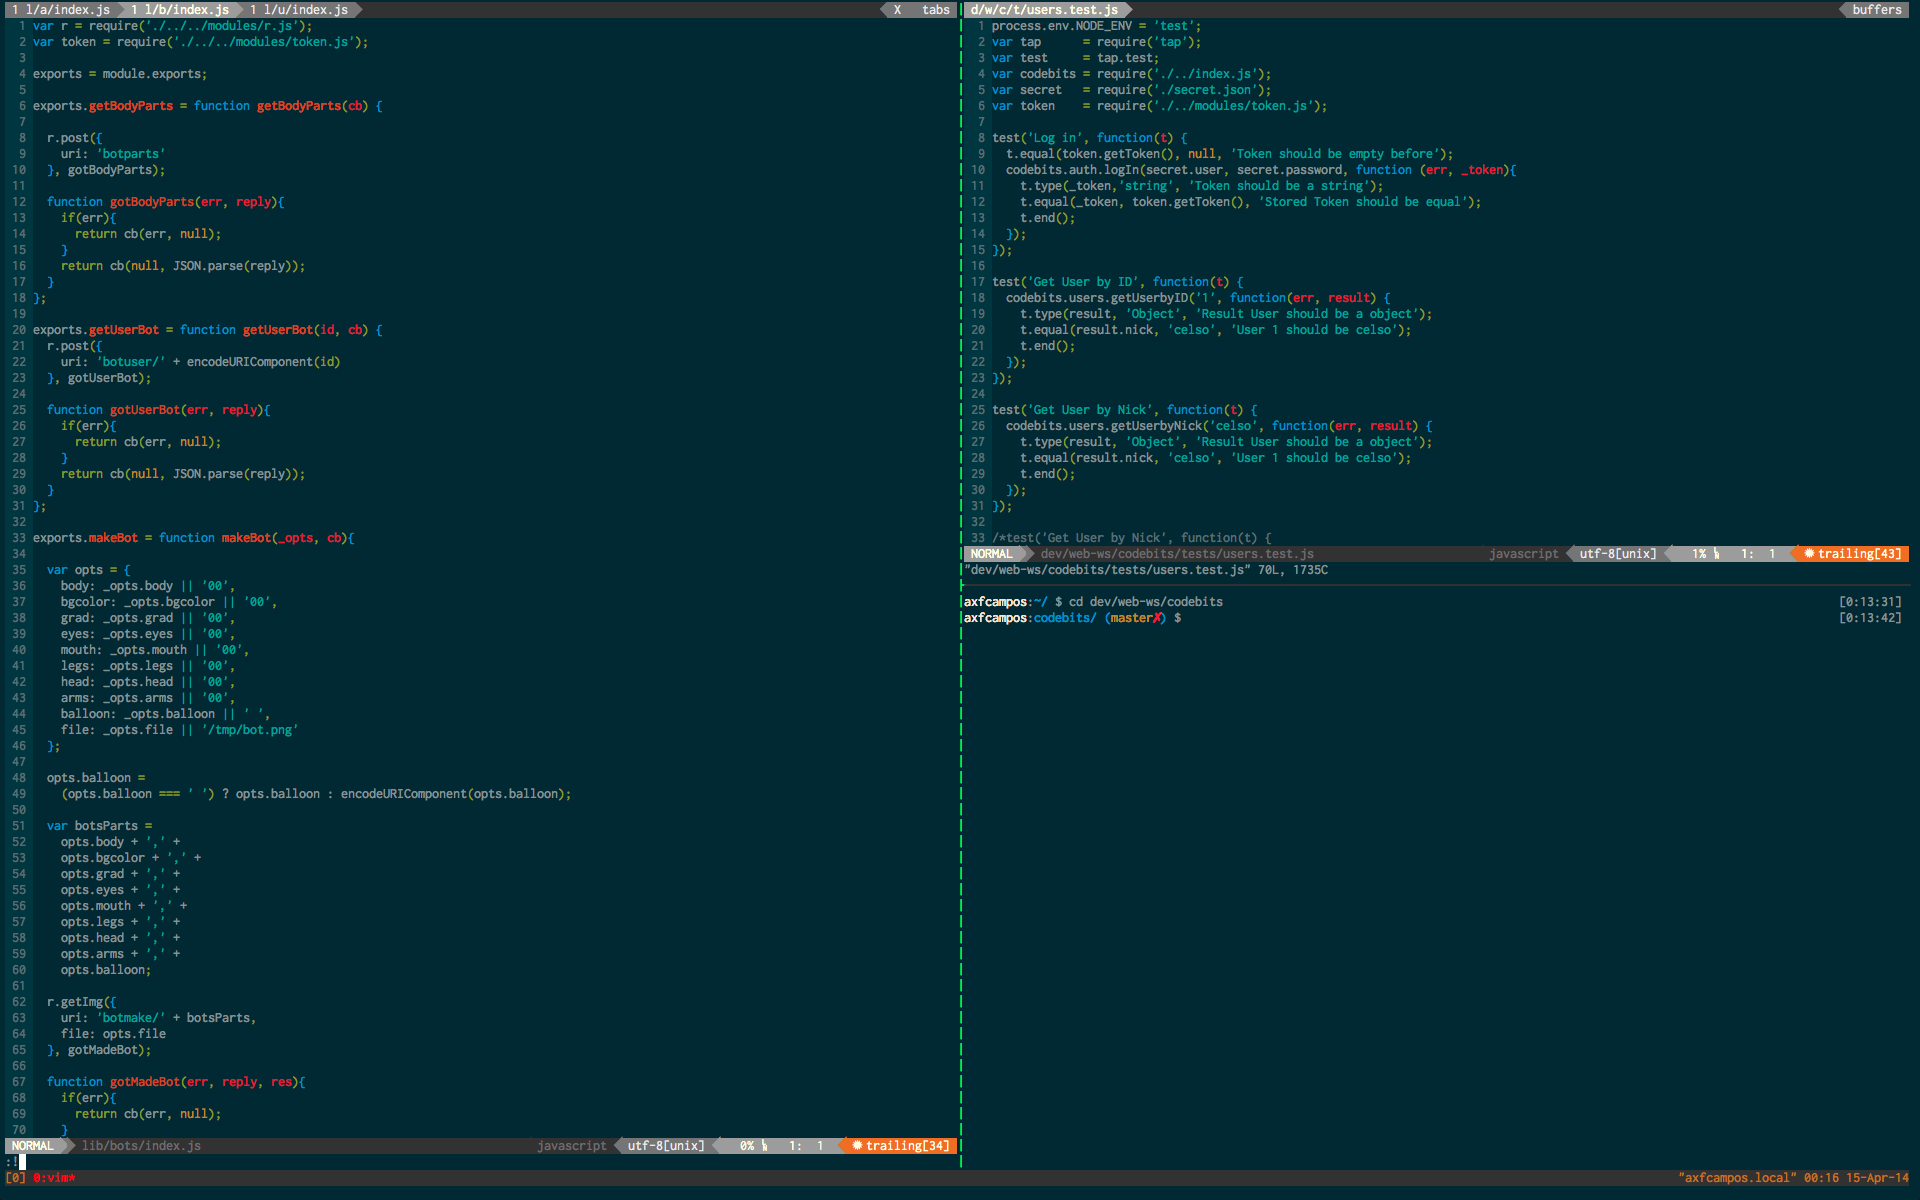 1 l/a/index.js  1 l/b/index.js  1 l/u/index.js  X  tabs
1 var r = require('./../../modules/r.js');
2 var token = require('./../../modules/token.js');
3
4 exports = module.exports;
5
6 exports.getBodyParts = function getBodyParts(cb) {
7
8   r.post({
9     uri: 'botparts'
10   }, gotBodyParts);
11
12   function gotBodyParts(err, reply){
13     if(err){
14       return cb(err, null);
15     }
16     return cb(null, JSON.parse(reply));
17   }
18 };
19
20 exports.getUserBot = function getUserBot(id, cb) {
21   r.post({
22     uri: 'botuser/' + encodeURIComponent(id)
23   }, gotUserBot);
24
25   function gotUserBot(err, reply){
26     if(err){
27       return cb(err, null);
28     }
29     return cb(null, JSON.parse(reply));
30   }
31 };
32
33 exports.makeBot = function makeBot(_opts, cb){
34
35   var opts = {
36     body: _opts.body || '00',
37     bgcolor: _opts.bgcolor || '00',
38     grad: _opts.grad || '00',
39     eyes: _opts.eyes || '00',
40     mouth: _opts.mouth || '00',
41     legs: _opts.legs || '00',
42     head: _opts.head || '00',
43     arms: _opts.arms || '00',
44     balloon: _opts.balloon || ' ',
45     file: _opts.file || '/tmp/bot.png'
46   };
47
48   opts.balloon =
49     (opts.balloon === ' ') ? opts.balloon : encodeURIComponent(opts.balloon);
50
51   var botsParts =
52     opts.body + ',' +
53     opts.bgcolor + ',' +
54     opts.grad + ',' +
55     opts.eyes + ',' +
56     opts.mouth + ',' +
57     opts.legs + ',' +
58     opts.head + ',' +
59     opts.arms + ',' +
60     opts.balloon;
61
62   r.getImg({
63     uri: 'botmake/' + botsParts,
64     file: opts.file
65   }, gotMadeBot);
66
67   function gotMadeBot(err, reply, res){
68     if(err){
69       return cb(err, null);
70     }
NORMAL  lib/bots/index.js  javascript  utf-8[unix]  0%  1:  1  ✹ trailing[34]
:!
d/w/c/t/users.test.js  buffers
1 process.env.NODE_ENV = 'test';
2 var tap      = require('tap');
3 var test     = tap.test;
4 var codebits = require('./../index.js');
5 var secret   = require('./secret.json');
6 var token    = require('./../modules/token.js');
7
8 test('Log in', function(t) {
9   t.equal(token.getToken(), null, 'Token should be empty before');
10   codebits.auth.logIn(secret.user, secret.password, function (err, _token){
11     t.type(_token,'string', 'Token should be a string');
12     t.equal(_token, token.getToken(), 'Stored Token should be equal');
13     t.end();
14   });
15 });
16
17 test('Get User by ID', function(t) {
18   codebits.users.getUserbyID('1', function(err, result) {
19     t.type(result, 'Object', 'Result User should be a object');
20     t.equal(result.nick, 'celso', 'User 1 should be celso');
21     t.end();
22   });
23 });
24
25 test('Get User by Nick', function(t) {
26   codebits.users.getUserbyNick('celso', function(err, result) {
27     t.type(result, 'Object', 'Result User should be a object');
28     t.equal(result.nick, 'celso', 'User 1 should be celso');
29     t.end();
30   });
31 });
32
33 /*test('Get User by Nick', function(t) {
NORMAL  dev/web-ws/codebits/tests/users.test.js  javascript  utf-8[unix]  1%  1:  1  ✹ trailing[43]
"dev/web-ws/codebits/tests/users.test.js" 70L, 1735C
axfcampos:~/ $ cd dev/web-ws/codebits  [0:13:31]
axfcampos:codebits/ (master✗) $  [0:13:42]
[0] 0:vim*  "axfcampos.local" 00:16 15-Apr-14